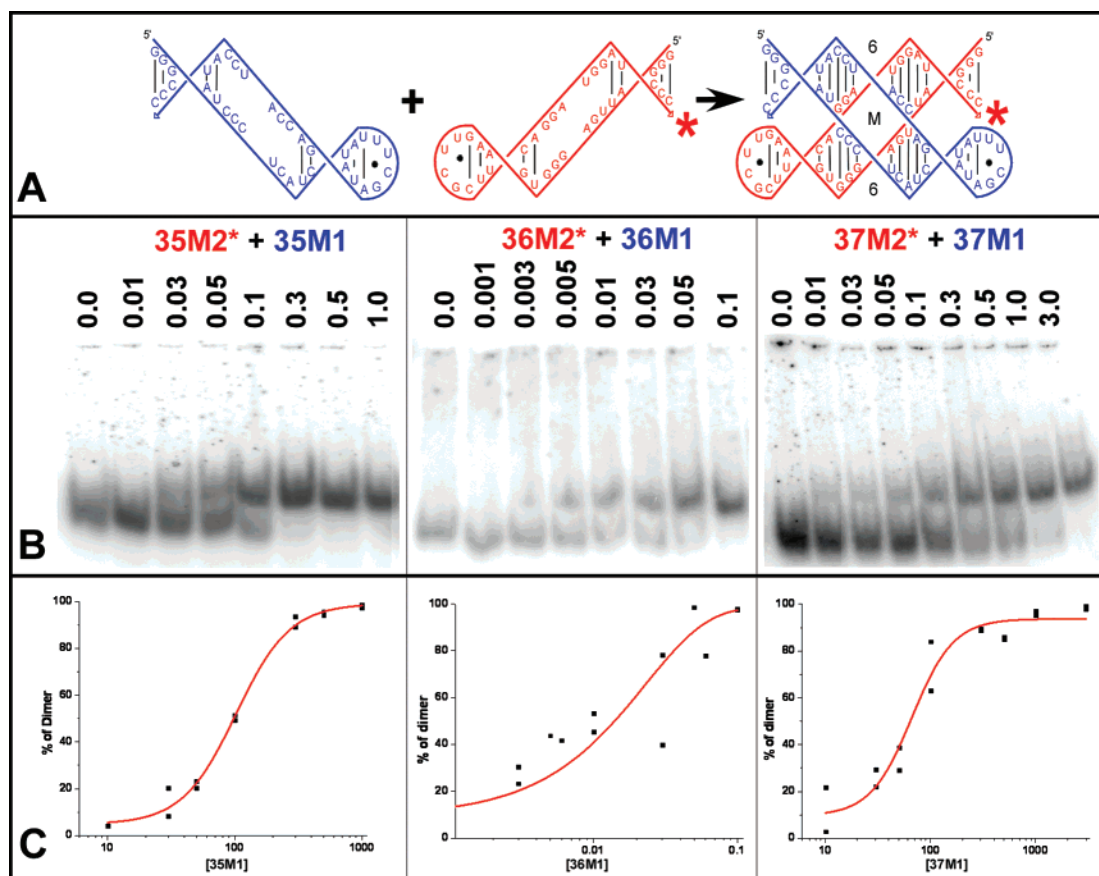 5' 5' 5'
6
+ M
* *
6
A
35M2* + 35M1
36M2* + 36M1
37M2* + 37M1
0.0 0.01 0.03 0.05 0.1 0.3 0.5 1.0
0.0 0.001 0.003 0.005 0.01 0.03 0.05 0.1
0.0 0.01 0.03 0.05 0.1 0.3 0.5 1.0 3.0
B
% of Dimer
100
80
60
40
20
0
10 100 1000
[35M1]
% of dimer
100
80
60
40
20
0
0.01 0.1
[36M1]
% of dimer
100
80
60
40
20
0
10 100 1000
[37M1]
C